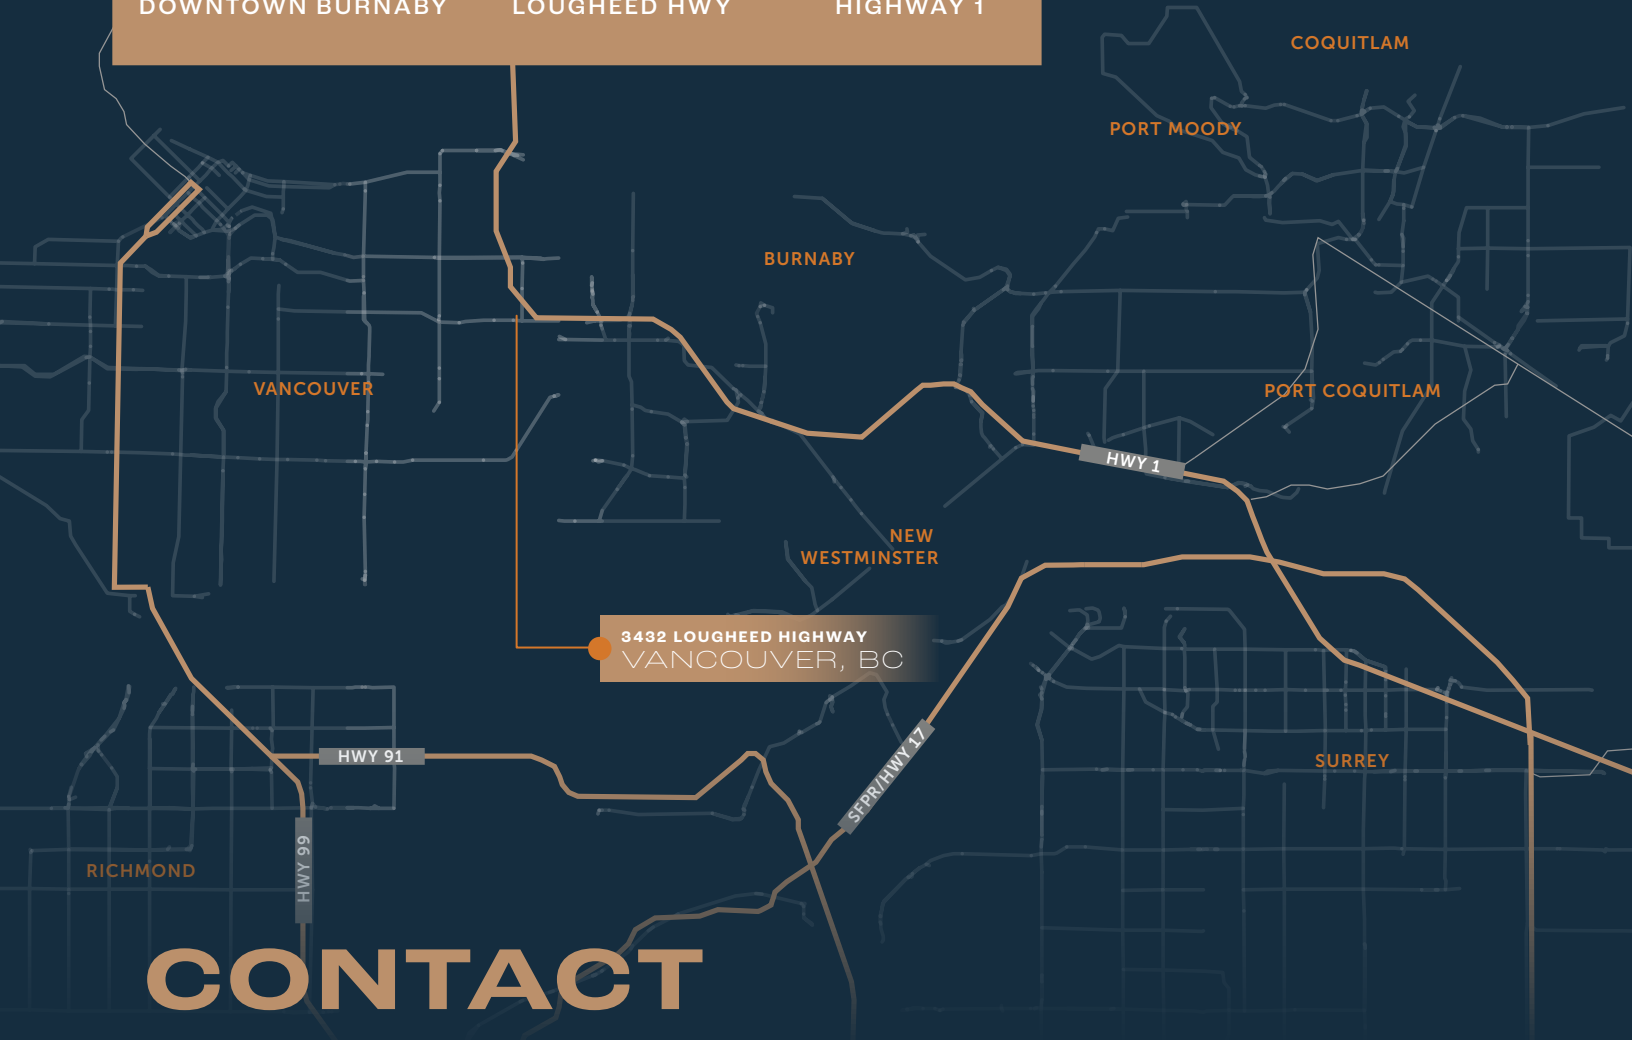 DOWNTOWN BURNABY
LOUGHEED HWY
HIGHWAY 1
COQUITLAM
PORT MOODY
BURNABY
VANCOUVER
PORT COQUITLAM
HWY 1
NEW
WESTMINSTER
3432 LOUGHEED HIGHWAY
VANCOUVER, BC
HWY 91
SFPR/HWY 17
SURREY
HWY 99
RICHMOND
CONTACT